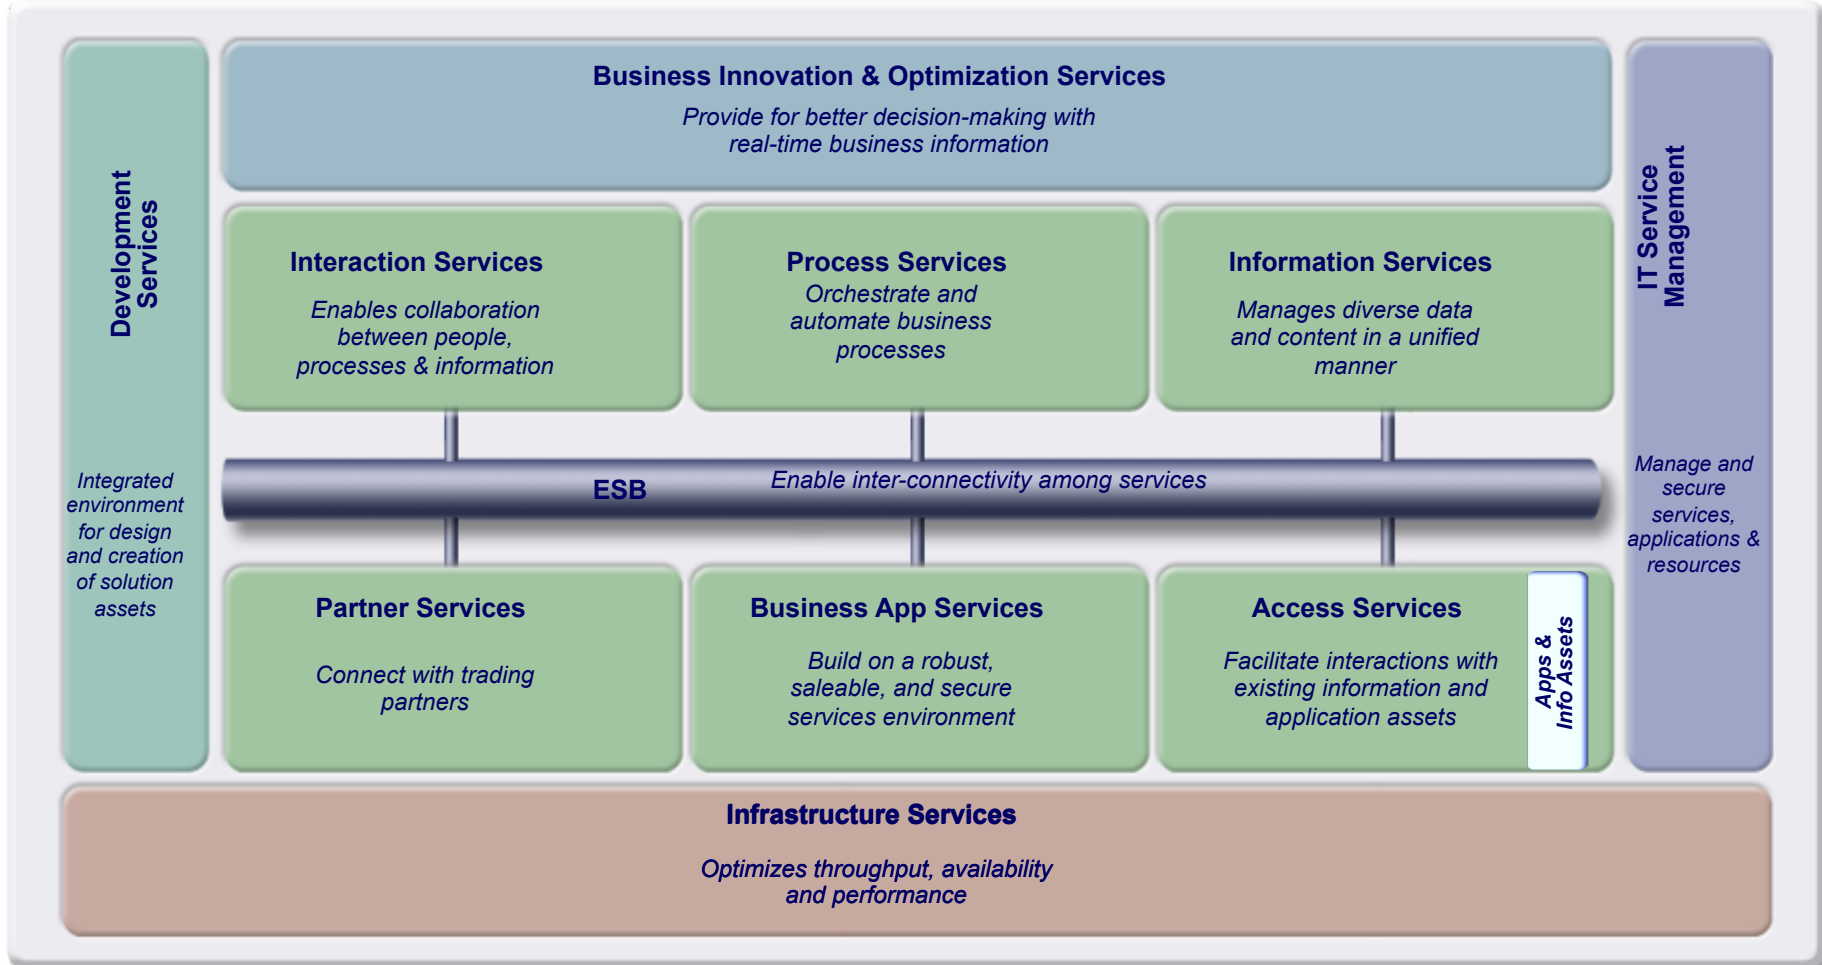 Business Innovation & Optimization Services
Provide for better decision-making with
real-time business information
Development
Services
Integrated
environment
for design
and creation
of solution
assets
Interaction Services
Enables collaboration
between people,
processes & information
Process Services
Orchestrate and
automate business
processes
Information Services
Manages diverse data
and content in a unified
manner
IT Service
Management
Manage and
secure
services,
applications &
resources
ESB
Enable inter-connectivity among services
Partner Services
Connect with trading
partners
Business App Services
Build on a robust,
saleable, and secure
services environment
Access Services
Facilitate interactions with
existing information and
application assets
Apps &
Info Assets
Infrastructure Services
Optimizes throughput, availability
and performance